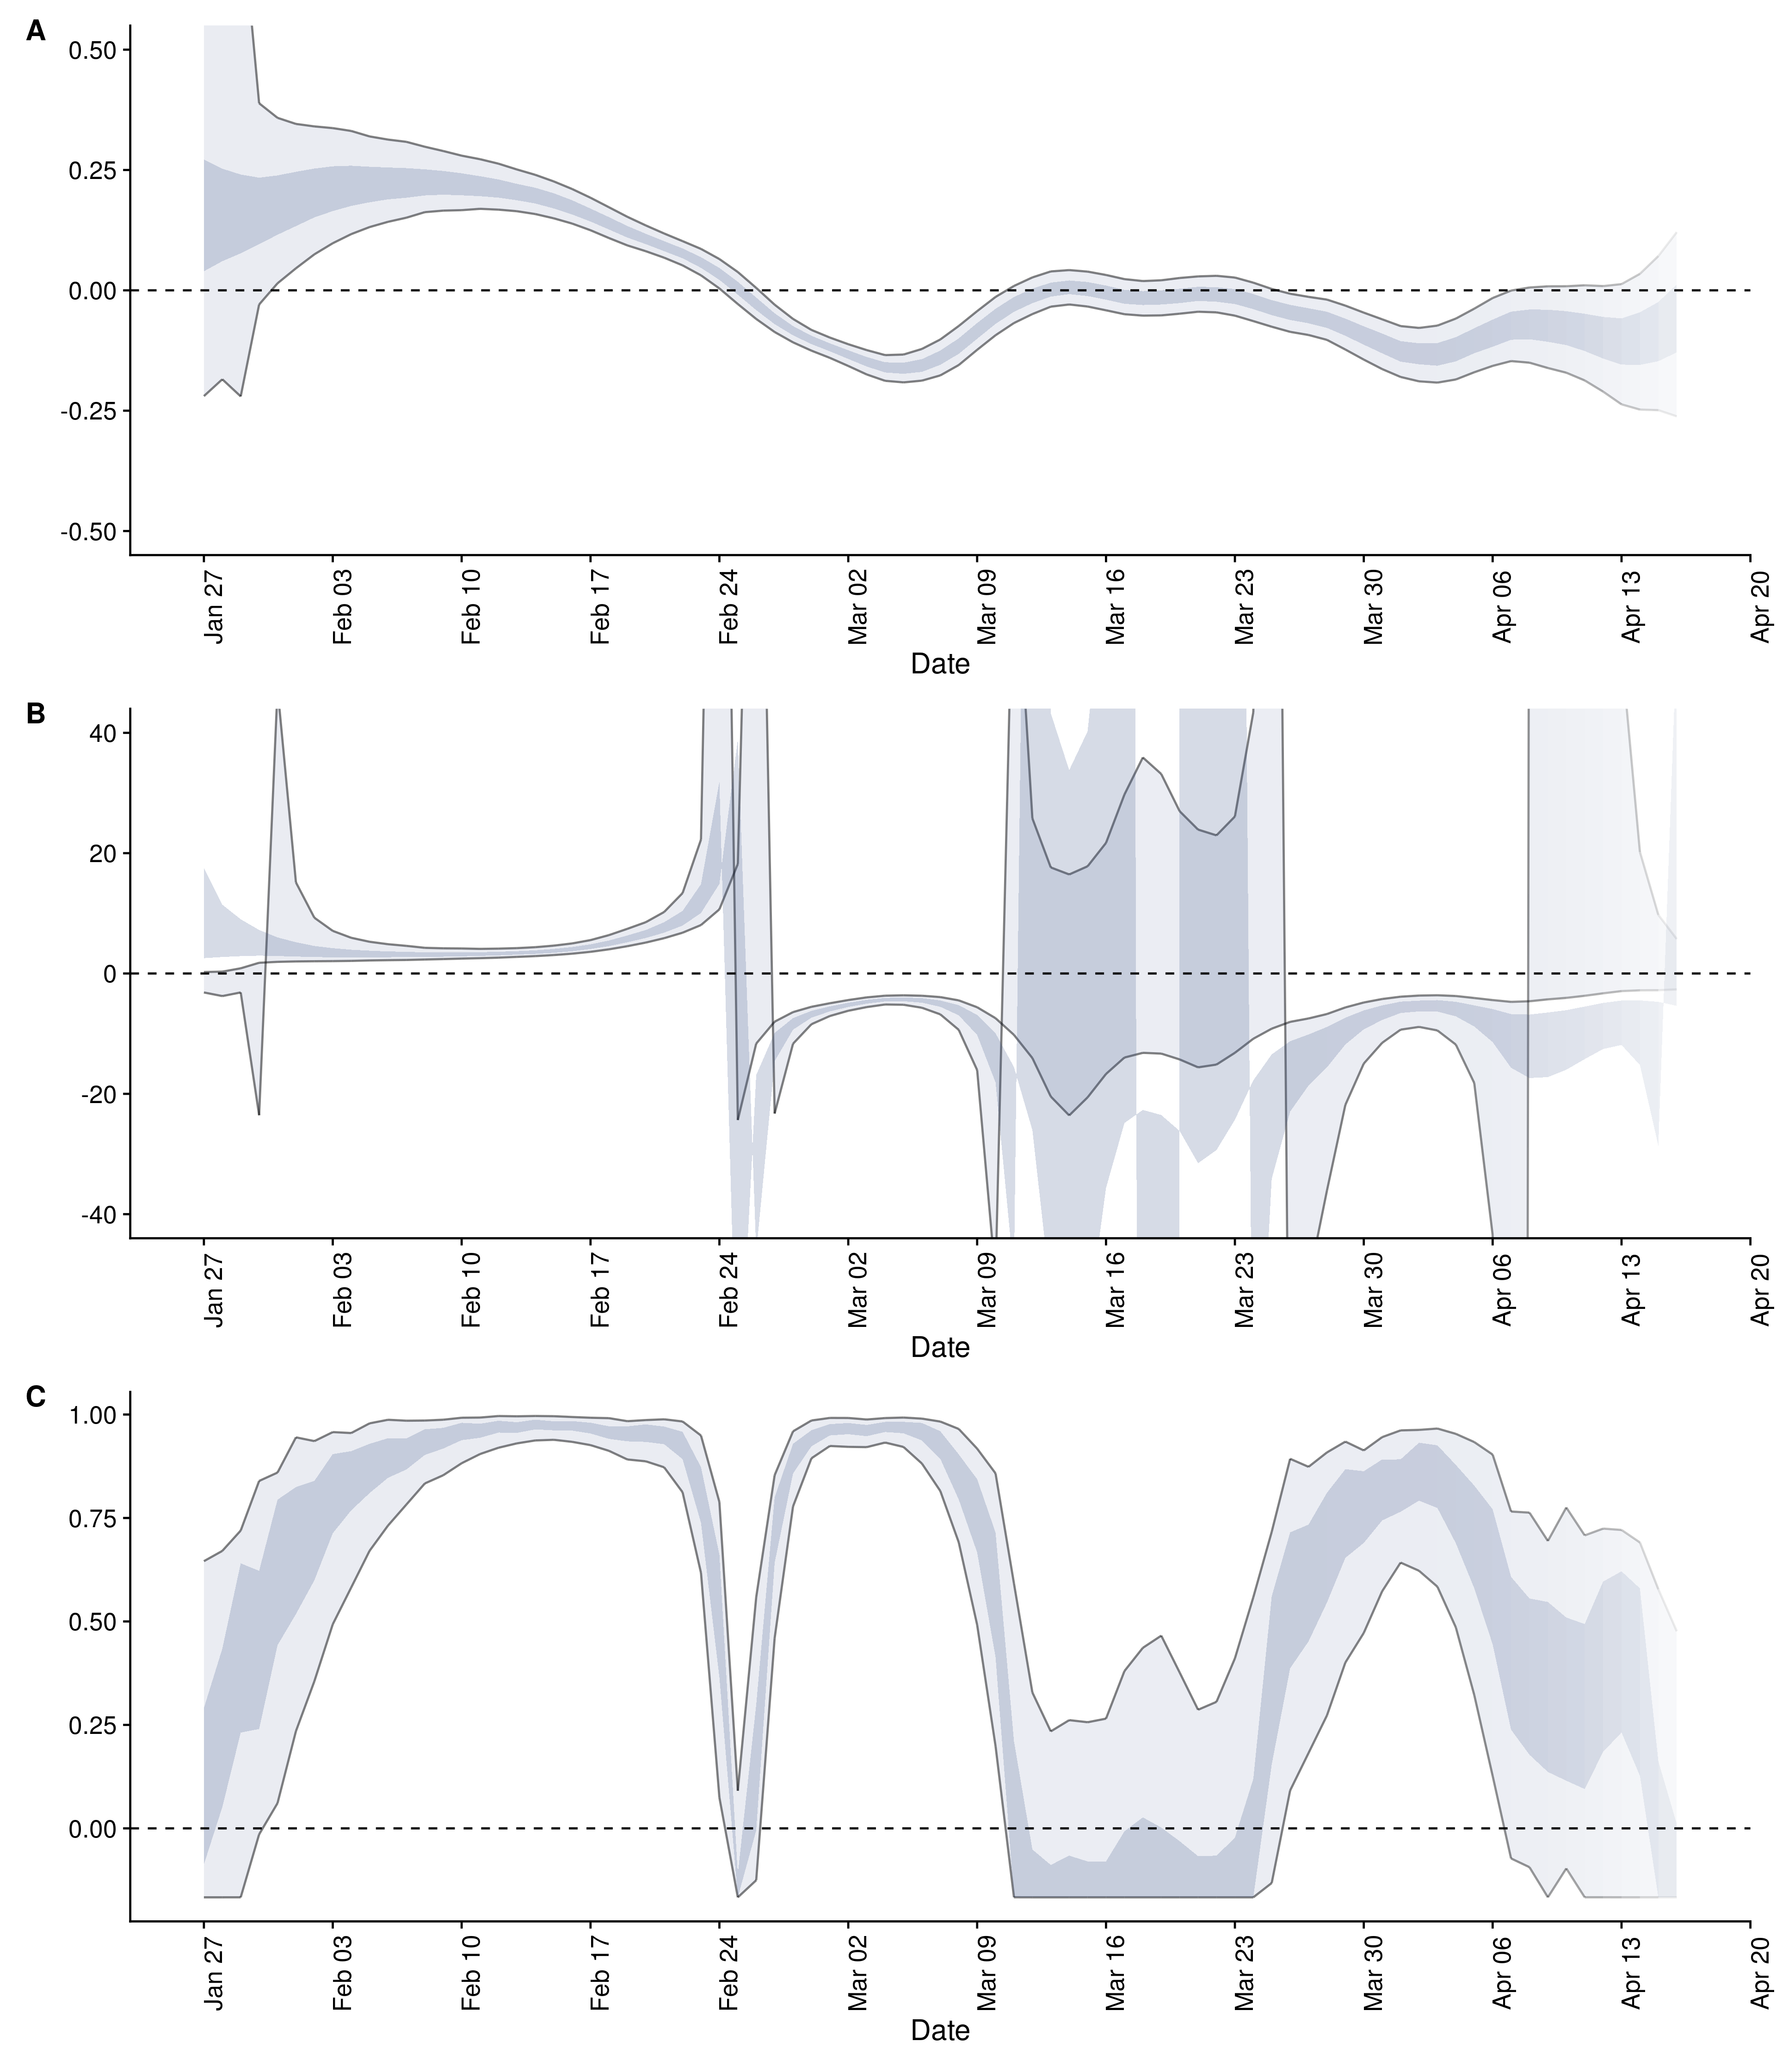 A
0.50
0.25
0.00
-0.25
-0.50
Jan 27
Feb 03
Feb 10
Feb 17
Feb 24
Mar 02
Mar 09
Mar 16
Mar 23
Mar 30
Apr 06
Apr 13
Apr 20
Date
B
40
20
0
-20
-40
Jan 27
Feb 03
Feb 10
Feb 17
Feb 24
Mar 02
Mar 09
Mar 16
Mar 23
Mar 30
Apr 06
Apr 13
Apr 20
Date
C
1.00
0.75
0.50
0.25
0.00
Jan 27
Feb 03
Feb 10
Feb 17
Feb 24
Mar 02
Mar 09
Mar 16
Mar 23
Mar 30
Apr 06
Apr 13
Apr 20
Date